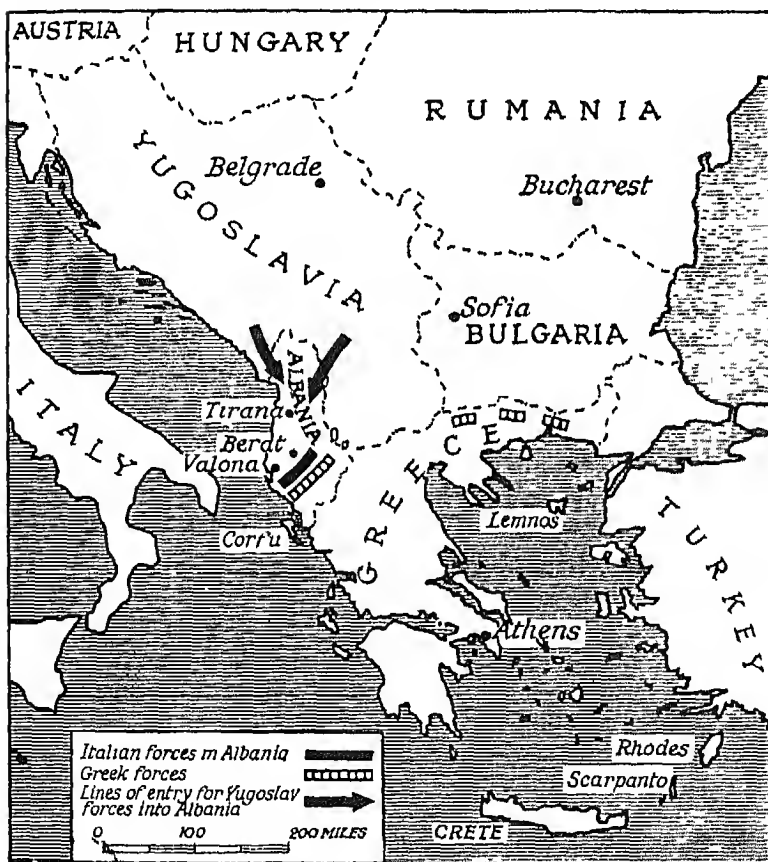 AUSTRIA
HUNGARY
RUMANIA
YUGOSLAVIA
Belgrade
Bucharest
Sofia
BULGARIA
ALBANIA
ITALY
Tirana
Berat
Valona
GREECE
Lemnos
Corfu
TURKEY
Athens
Rhodes
Scarpanto
CRETE
Italian forces in Albania
Greek forces
Lines of entry for Yugoslav
forces into Albania
0 100 200 MILES